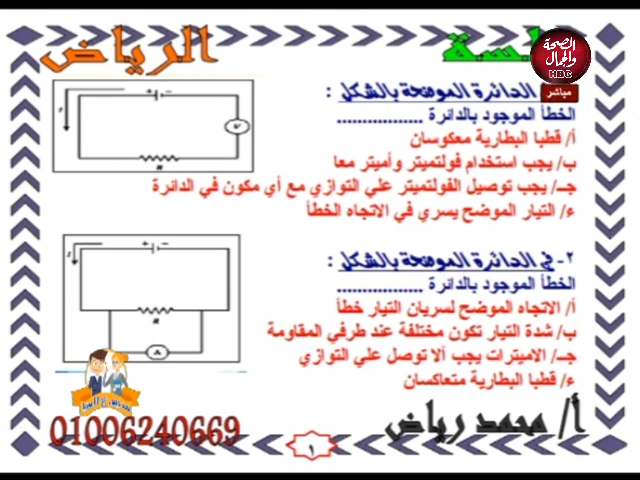 الرياض
الصحة
والجمال
HBC
مباشر
الدائرة الموضحة بالشكل :
الخطأ الموجود بالدائرة .................
أ/ قطبا البطارية معكوسان
ب/ يجب استخدام فولتميتر وأميتر معا
جـ/ يجب توصيل الفولتميتر علي التوازي مع أي مكون في الدائرة
ء/ التيار الموضح يسري في الاتجاه الخطأ
I
+ −
V
R
٢- في الدائرة الموضحة بالشكل :
الخطأ الموجود بالدائرة .................
أ/ الاتجاه الموضح لسريان التيار خطأ
ب/ شدة التيار تكون مختلفة عند طرفي المقاومة
جـ/ الاميترات يجب ألا توصل علي التوازي
ء/ قطبا البطارية متعاكسان
I
+ −
R
A
01006240669
أ/ محمد رياض
١